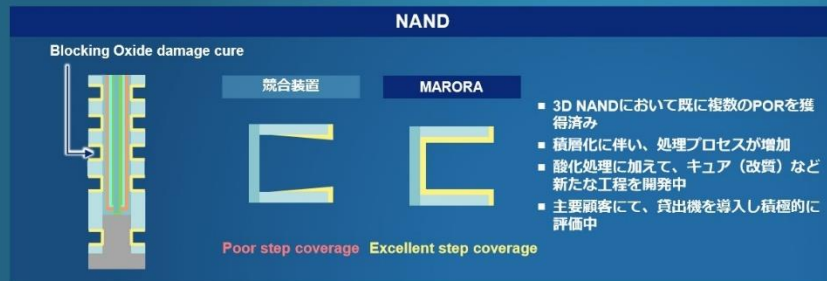 NAND
Blocking Oxide damage cure
競合装置
MARORA
Poor step coverage
Excellent step coverage
■ 3D NANDにおいて既に複数のPORを獲
得済み
■ 積層化に伴い、処理プロセスが増加
■ 酸化処理に加えて、キュア（改質）など
新たな工程を開発中
■ 主要顧客にて、貸出機を導入し積極的に
評価中